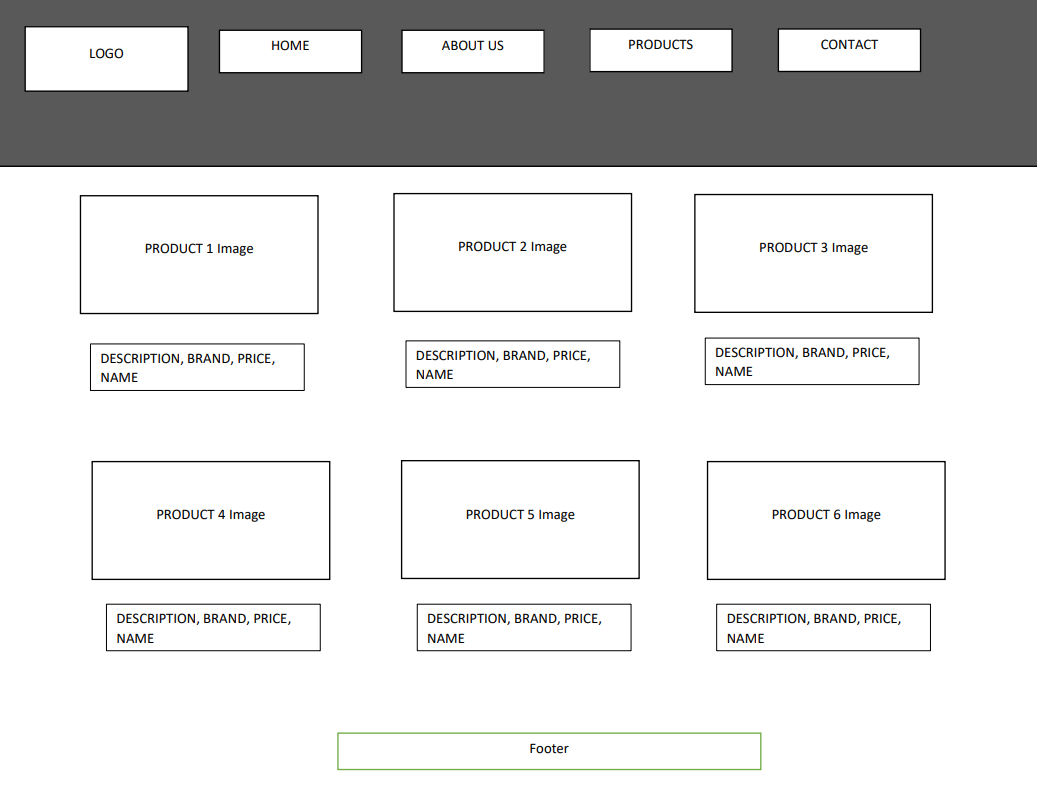 LOGO
HOME
ABOUT US
PRODUCTS
CONTACT
PRODUCT 1 Image
PRODUCT 2 Image
PRODUCT 3 Image
DESCRIPTION, BRAND, PRICE,
NAME
DESCRIPTION, BRAND, PRICE,
NAME
DESCRIPTION, BRAND, PRICE,
NAME
PRODUCT 4 Image
PRODUCT 5 Image
PRODUCT 6 Image
DESCRIPTION, BRAND, PRICE,
NAME
DESCRIPTION, BRAND, PRICE,
NAME
DESCRIPTION, BRAND, PRICE,
NAME
Footer